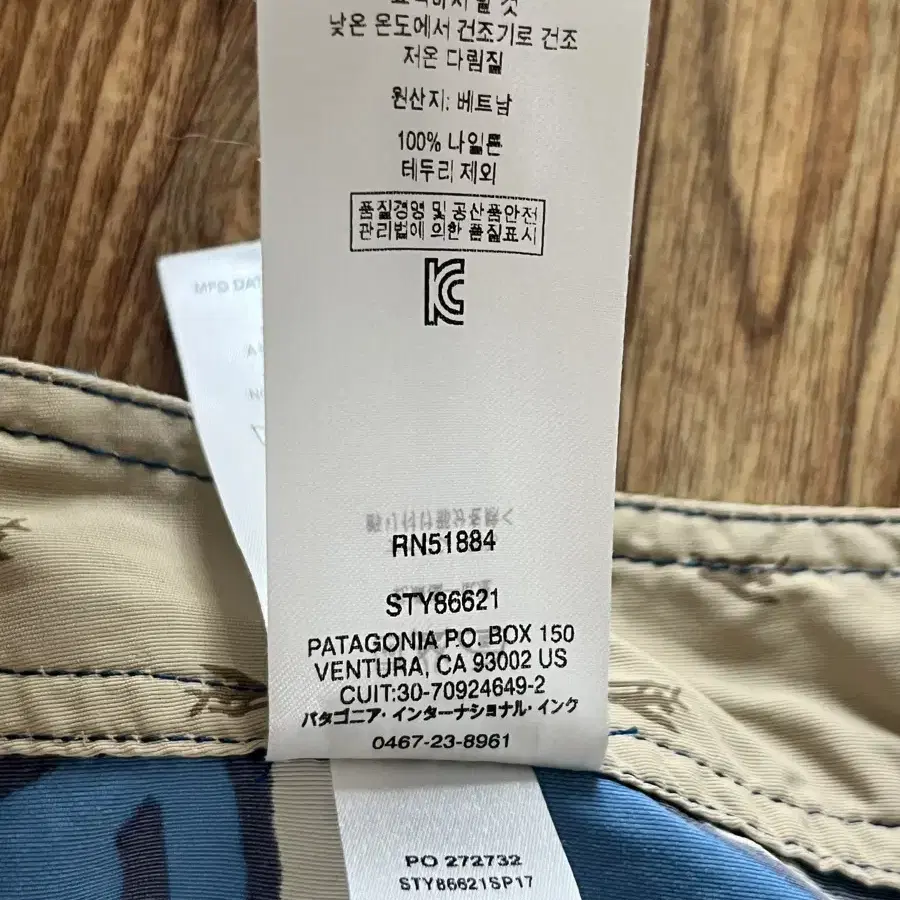 낮은 온도에서 건조기로 건조
저온 다림질
원산지: 베트남
100% 나일론
테두리 제외
품질경영 및 공산품안전
관리법에 의한 품질표시
MFG DAT
RN51884
STY86621
PATAGONIA P.O. BOX 150
VENTURA, CA 93002 US
CUIT:30-70924649-2
パタゴニア・インターナショナル・インク
0467-23-8961
PO 272732
STY86621SP17